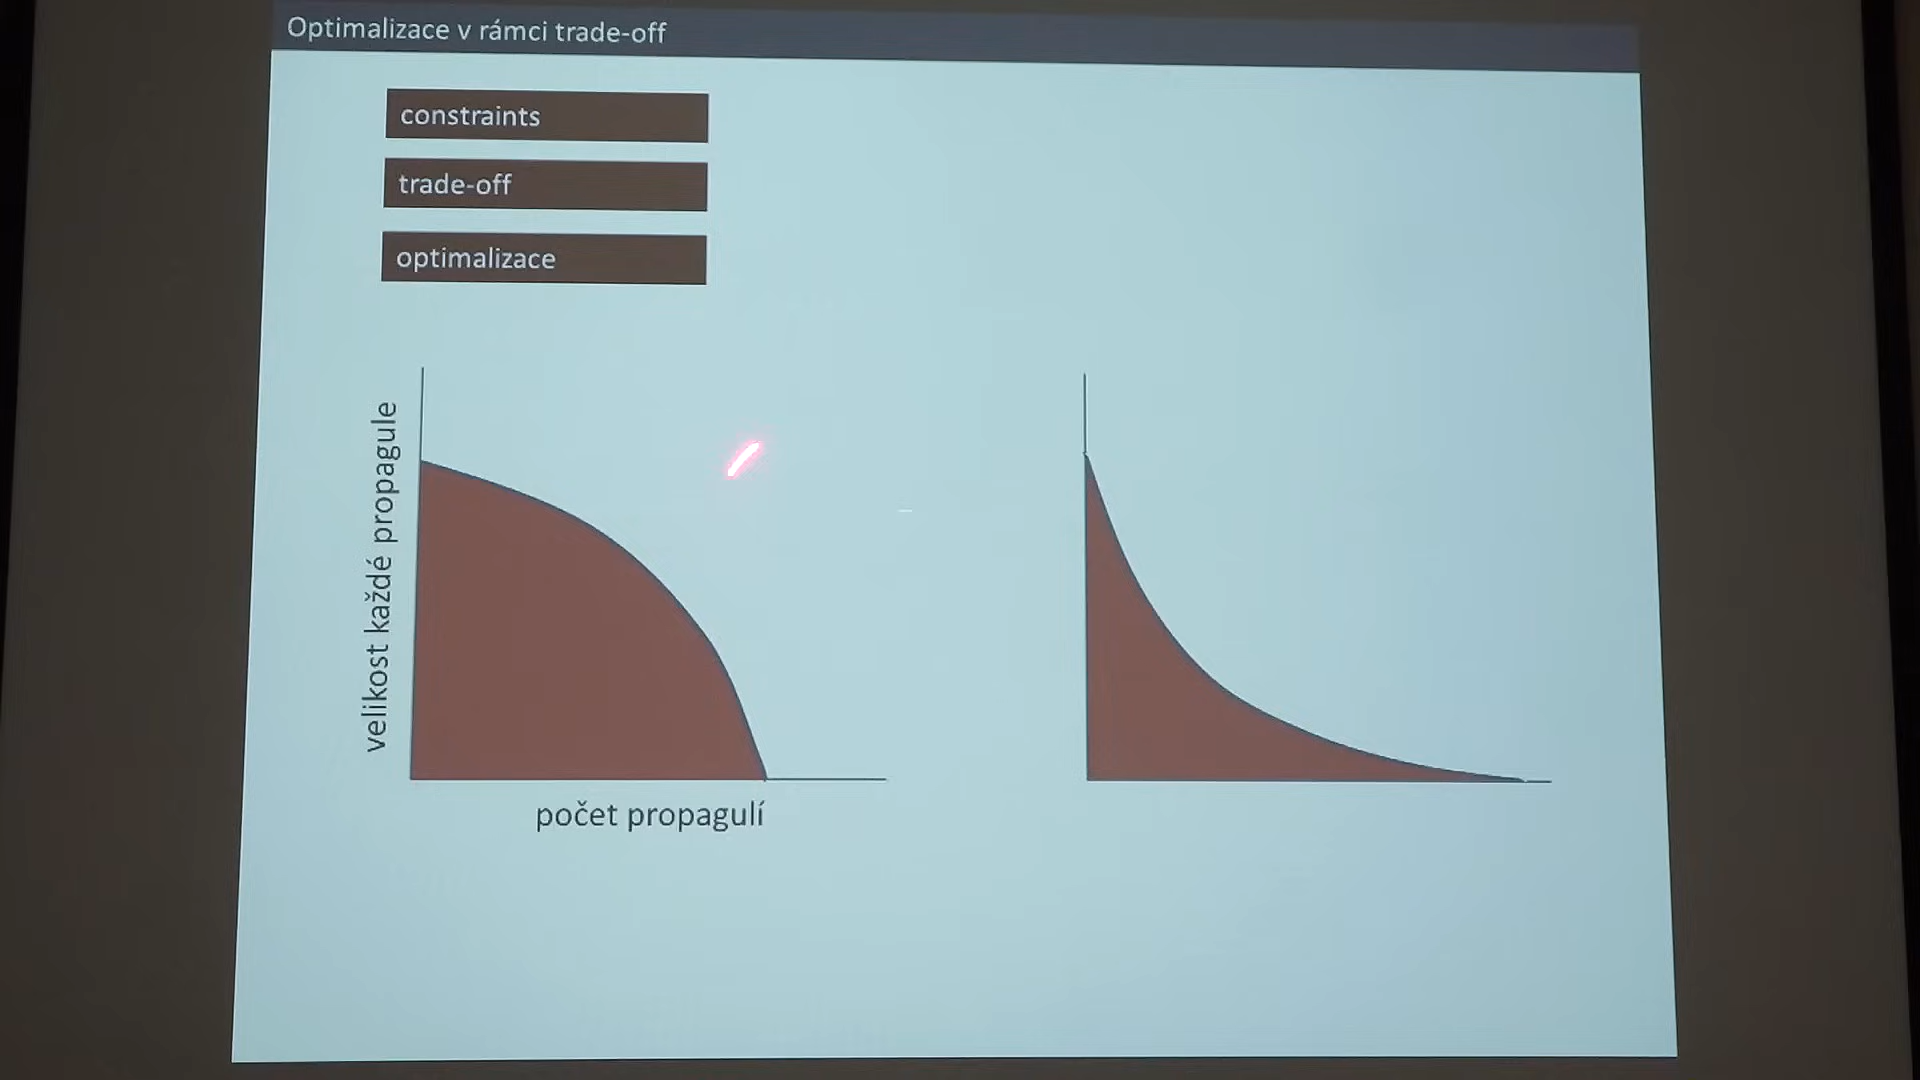 Optimalizace v rámci trade-off
constraints
trade-off
optimalizace
velikost každé propagule
počet propagulí